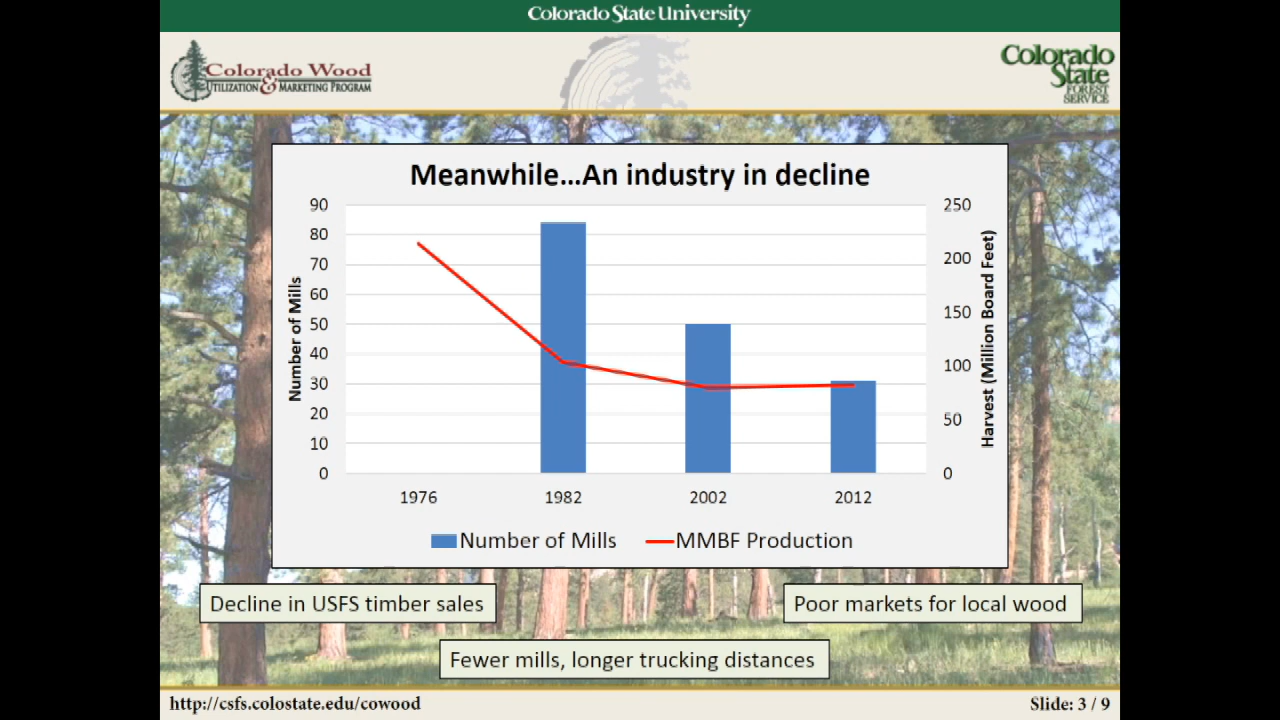 Colorado State University
Colorado Wood
UTILIZATION & MARKETING PROGRAM
Colorado
State
FOREST
SERVICE
Meanwhile...An industry in decline
Number of Mills
90
80
70
60
50
40
30
20
10
0
250
200
150
100
50
0
Harvest (Million Board Feet)
1976 1982 2002 2012
Number of Mills MMBF Production
Decline in USFS timber sales
Poor markets for local wood
Fewer mills, longer trucking distances
http://csfs.colostate.edu/cowood
Slide: 3 / 9